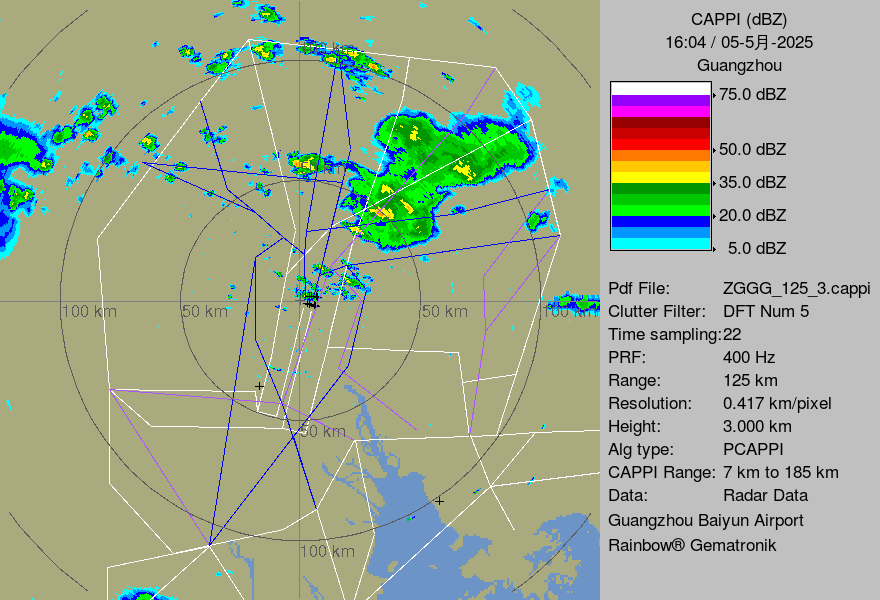 CAPPI (dBZ)
16:04 / 05-5月-2025
Guangzhou
75.0 dBZ
50.0 dBZ
35.0 dBZ
20.0 dBZ
5.0 dBZ
Pdf File: ZGGG_125_3.cappi
Clutter Filter: DFT Num 5
Time sampling:22
PRF: 400 Hz
Range: 125 km
Resolution: 0.417 km/pixel
Height: 3.000 km
Alg type: PCAPPI
CAPPI Range: 7 km to 185 km
Data: Radar Data
Guangzhou Baiyun Airport
Rainbow® Gematronik
100 km
50 km
50 km
100 km
50 km
100 km